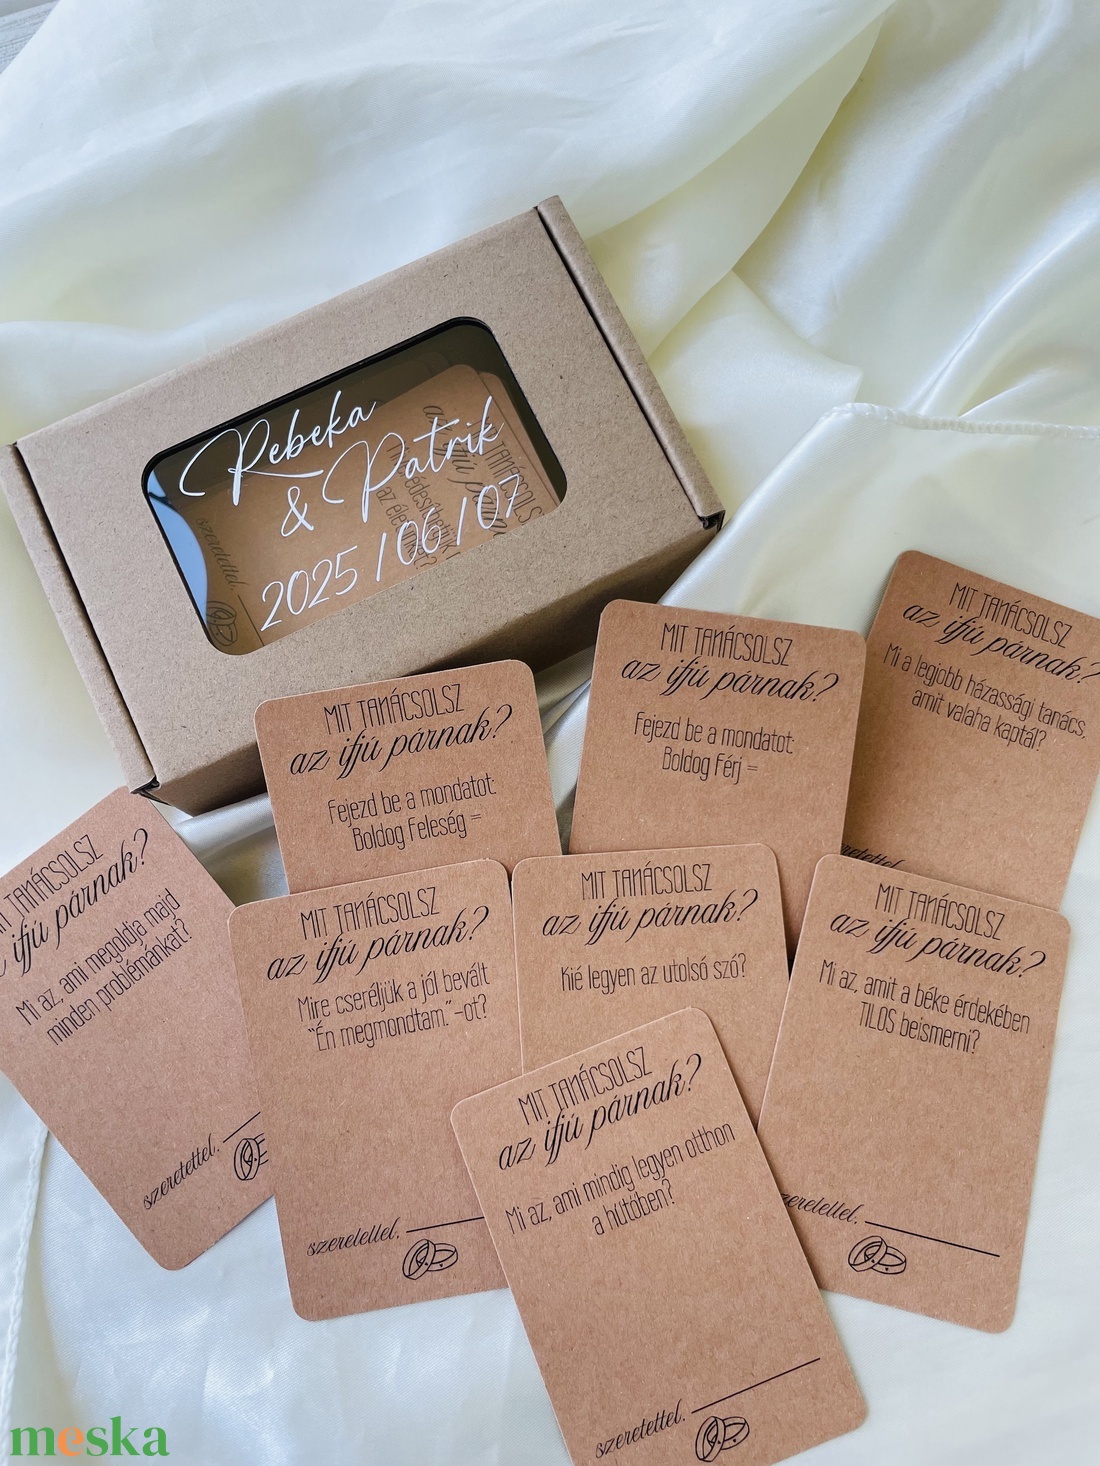 Rebeka
& Patrik
2025/06/07
MIT TANÁCSOLSZ
az ifjú párnak?
Fejezd be a mondatot:
Boldog Feleség =
MIT TANÁCSOLSZ
az ifjú párnak?
Fejezd be a mondatot:
Boldog Férj =
MIT TANÁCSOLSZ
az ifjú párnak?
Mi a legjobb házassági tanács,
amit valaha kaptál?
szeretettel.
TANÁCSOLSZ
ifjú párnak?
Mi az, ami megoldja majd
minden problémánkat?
szeretettel.
MIT TANÁCSOLSZ
az ifjú párnak?
Mire cseréljük a jól bevált
"Én megmondtam."-ot?
szeretettel.
MIT TANÁCSOLSZ
az ifjú párnak?
Kié legyen az utolsó szó?
MIT TANÁCSOLSZ
az ifjú párnak?
Mi az, amit a béke érdekében
TILOS beismerni?
szeretettel.
MIT TANÁCSOLSZ
az ifjú párnak?
Mi az, ami mindig legyen otthon
a hűtőben?
szeretettel.
meska